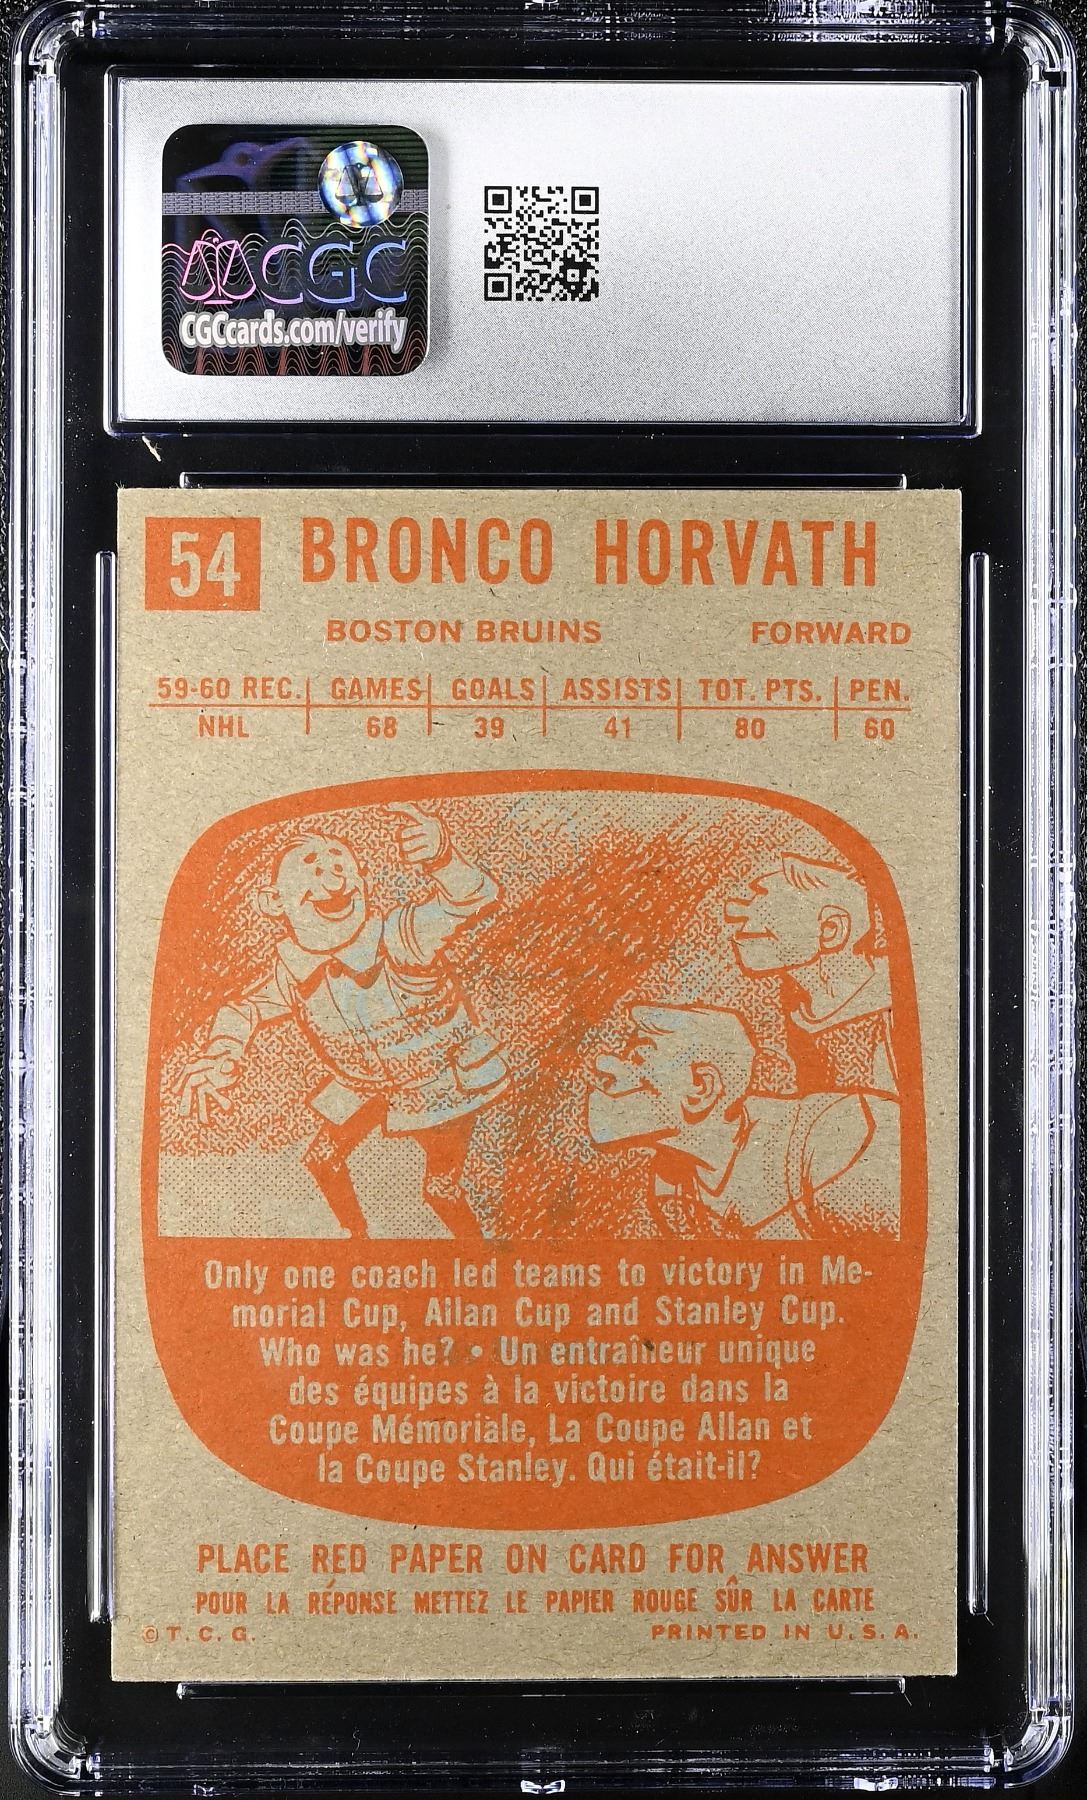 CGC
CGCcards.com/verify
54 BRONCO HORVATH
BOSTON BRUINS FORWARD
59-60 REC. GAMES GOALS ASSISTS TOT. PTS. PEN.
NHL 68 39 41 80 60
Only one coach led teams to victory in Me-
morial Cup, Allan Cup and Stanley Cup.
Who was he? • Un entraîneur unique
des équipes à la victoire dans la
Coupe Mémoriale, La Coupe Allan et
la Coupe Stanley. Qui était-il?
PLACE RED PAPER ON CARD FOR ANSWER
POUR LA RÉPONSE METTEZ LE PAPIER ROUGE SÛR LA CARTE
© T. C. G. PRINTED IN U. S. A.